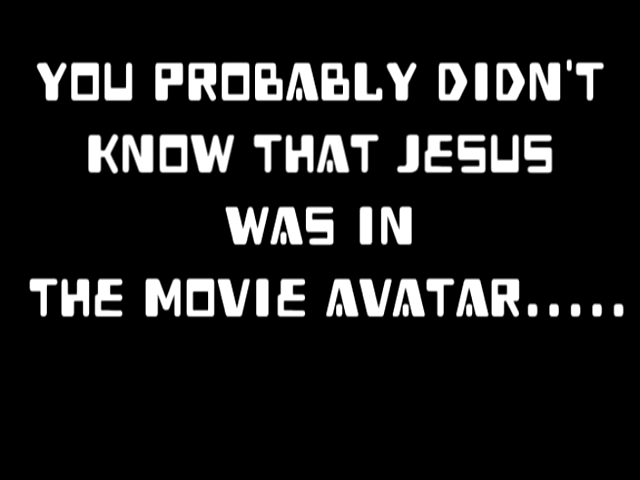 YOU PROBABLY DIDN'T
KNOW THAT JESUS
WAS IN
THE MOVIE AVATAR.....